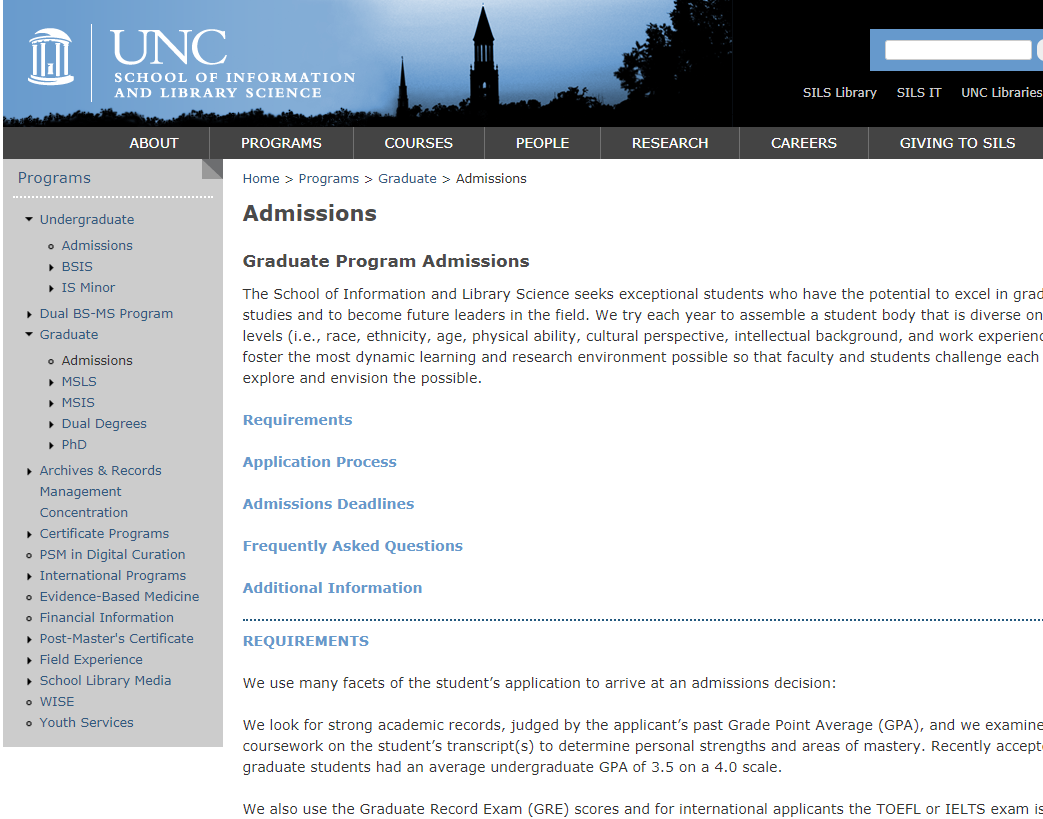 UNC
SCHOOL OF INFORMATION
AND LIBRARY SCIENCE
SILS Library SILS IT UNC Libraries
ABOUT PROGRAMS COURSES PEOPLE RESEARCH CAREERS GIVING TO SILS
Programs
Undergraduate
Admissions
BSIS
IS Minor
Dual BS-MS Program
Graduate
Admissions
MSLS
MSIS
Dual Degrees
PhD
Archives & Records
Management
Concentration
Certificate Programs
PSM in Digital Curation
International Programs
Evidence-Based Medicine
Financial Information
Post-Master's Certificate
Field Experience
School Library Media
WISE
Youth Services
Home > Programs > Graduate > Admissions
Admissions
Graduate Program Admissions
The School of Information and Library Science seeks exceptional students who have the potential to excel in
studies and to become future leaders in the field. We try each year to assemble a student body that is diverse on
levels (i.e., race, ethnicity, age, physical ability, cultural perspective, intellectual background, and work
foster the most dynamic learning and research environment possible so that faculty and students challenge each
explore and envision the possible.
Requirements
Application Process
Admissions Deadlines
Frequently Asked Questions
Additional Information
REQUIREMENTS
We use many facets of the student’s application to arrive at an admissions decision:
We look for strong academic records, judged by the applicant’s past Grade Point Average (GPA), and we examine
coursework on the student’s transcript(s) to determine personal strengths and areas of mastery. Recently
graduate students had an average undergraduate GPA of 3.5 on a 4.0 scale.
We also use the Graduate Record Exam (GRE) scores and for international applicants the TOEFL or IELTS exam is